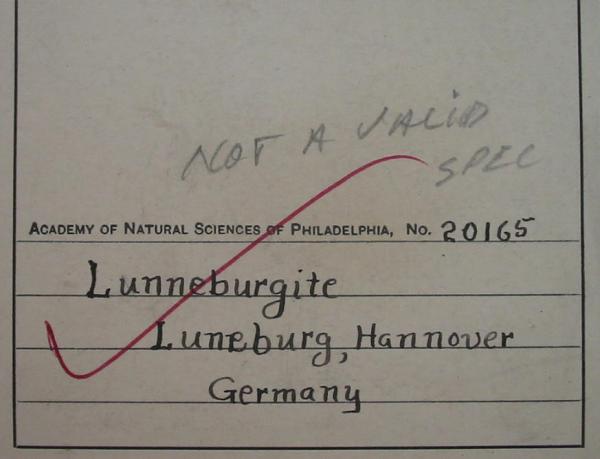 NOT A VALID
SPEC
ACADEMY OF NATURAL SCIENCES OF PHILADELPHIA, NO. 20165
Lunneburgite
Luneburg, Hannover
Germany